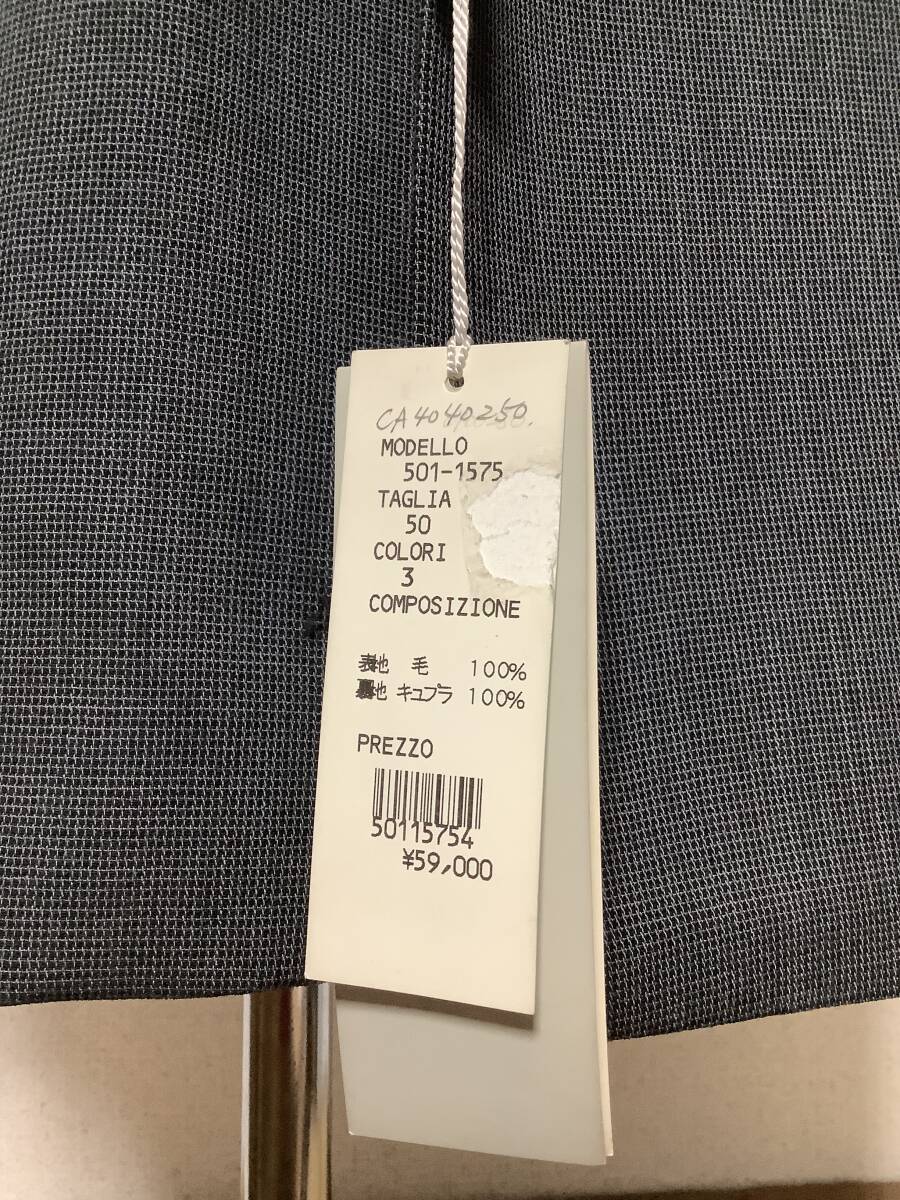 CA4040250.
MODELLO
501-1575
TAGLIA
50
COLORI
3
COMPOSIZIONE
表地 毛 100%
裏地 キュプラ 100%
PREZZO
50115754
¥59,000